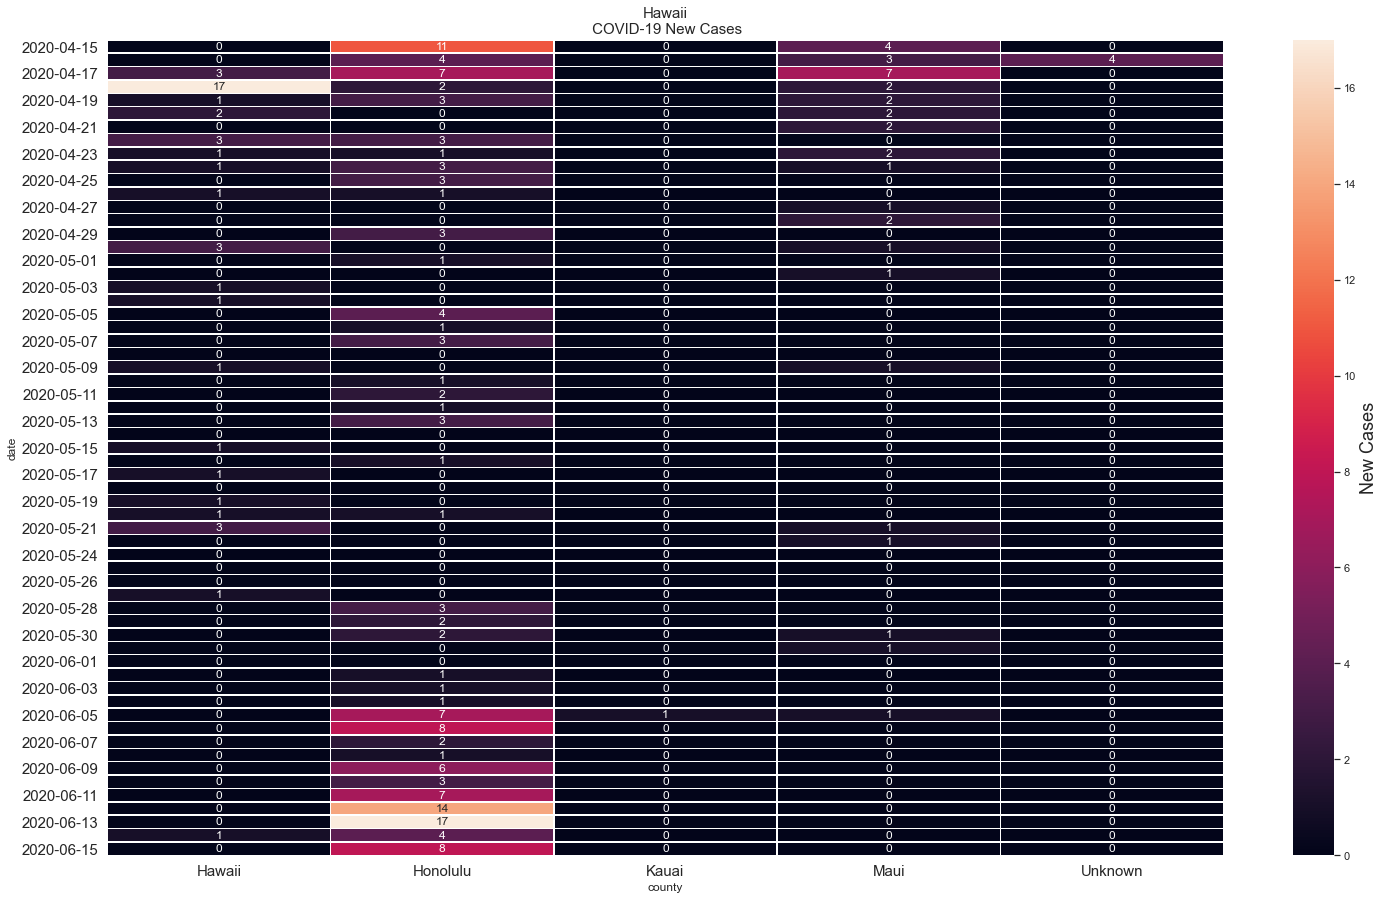 Hawaii
COVID-19 New Cases
2020-04-15 0 11 0 4 0
0 4 0 3 4
2020-04-17 3 7 0 7 0
17 2 0 2 0
2020-04-19 1 3 0 2 0
2 0 0 2 0
2020-04-21 0 0 0 2 0
3 3 0 0 0
2020-04-23 1 1 0 2 0
1 3 0 1 0
2020-04-25 0 3 0 0 0
1 1 0 0 0
2020-04-27 0 0 0 1 0
0 0 0 2 0
2020-04-29 0 3 0 0 0
3 0 0 1 0
2020-05-01 0 1 0 0 0
0 0 0 1 0
2020-05-03 1 0 0 0 0
1 0 0 0 0
2020-05-05 0 4 0 0 0
0 1 0 0 0
2020-05-07 0 3 0 0 0
0 0 0 0 0
2020-05-09 1 0 0 1 0
0 1 0 0 0
2020-05-11 0 2 0 0 0
0 1 0 0 0
2020-05-13 0 3 0 0 0
0 0 0 0 0
2020-05-15 1 0 0 0 0
0 1 0 0 0
2020-05-17 1 0 0 0 0
0 0 0 0 0
2020-05-19 1 0 0 0 0
1 1 0 0 0
2020-05-21 3 0 0 1 0
0 0 0 1 0
2020-05-24 0 0 0 0 0
0 0 0 0 0
2020-05-26 0 0 0 0 0
1 0 0 0 0
2020-05-28 0 3 0 0 0
0 2 0 0 0
2020-05-30 0 2 0 1 0
0 0 0 1 0
2020-06-01 0 0 0 0 0
0 1 0 0 0
2020-06-03 0 1 0 0 0
0 1 0 0 0
2020-06-05 0 7 1 1 0
0 8 0 0 0
2020-06-07 0 2 0 0 0
0 1 0 0 0
2020-06-09 0 6 0 0 0
0 3 0 0 0
2020-06-11 0 7 0 0 0
0 14 0 0 0
2020-06-13 0 17 0 0 0
1 4 0 0 0
2020-06-15 0 8 0 0 0
Hawaii Honolulu Kauai Maui Unknown
county
date
16
14
12
10
8
6
4
2
0
New Cases